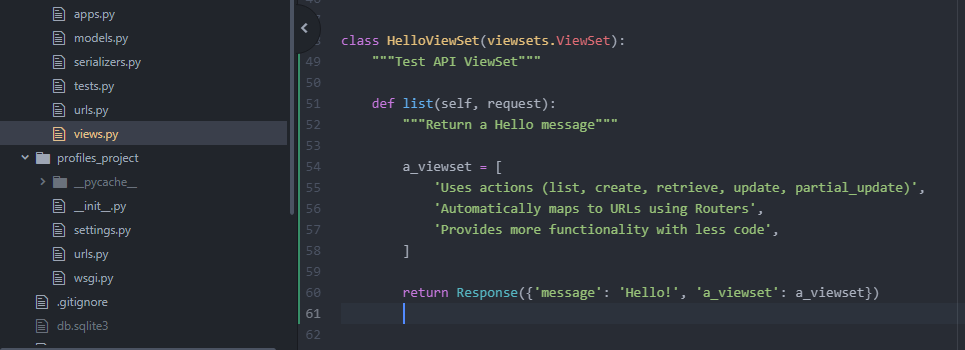 apps.py
models.py
serializers.py
tests.py
urls.py
views.py
profiles_project
__pycache__
__init__.py
settings.py
urls.py
wsgi.py
.gitignore
db.sqlite3
class HelloViewSet(viewsets.ViewSet):
49     """Test API ViewSet"""
50
51     def list(self, request):
52         """Return a Hello message"""
53
54         a_viewset = [
55             'Uses actions (list, create, retrieve, update, partial_update)',
56             'Automatically maps to URLs using Routers',
57             'Provides more functionality with less code',
58         ]
59
60         return Response({'message': 'Hello!', 'a_viewset': a_viewset})
61
62